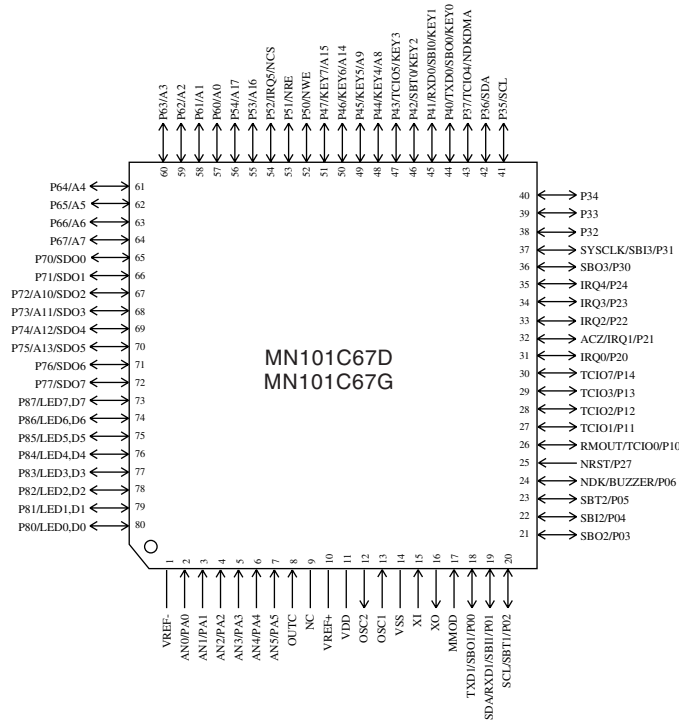 P63/A3
P62/A2
P61/A1
P60/A0
P54/A17
P53/A16
P52/IRQ5/NCS
P51/NRE
P50/NWE
P47/KEY7/A15
P46/KEY6/A14
P45/KEY5/A9
P44/KEY4/A8
P43/TCIO5/KEY3
P42/SBT0/KEY2
P41/RXD0/SBI0/KEY1
P40/TXD0/SBO0/KEY0
P37/TCIO4/NDKDMA
P36/SDA
P35/SCL
60
59
58
57
56
55
54
53
52
51
50
49
48
47
46
45
44
43
42
41
P64/A4 61
P65/A5 62
P66/A6 63
P67/A7 64
P70/SDO0 65
P71/SDO1 66
P72/A10/SDO2 67
P73/A11/SDO3 68
P74/A12/SDO4 69
P75/A13/SDO5 70
P76/SDO6 71
P77/SDO7 72
P87/LED7,D7 73
P86/LED6,D6 74
P85/LED5,D5 75
P84/LED4,D4 76
P83/LED3,D3 77
P82/LED2,D2 78
P81/LED1,D1 79
P80/LED0,D0 80
MN101C67D
MN101C67G
40 P34
39 P33
38 P32
37 SYSCLK/SBI3/P31
36 SBO3/P30
35 IRQ4/P24
34 IRQ3/P23
33 IRQ2/P22
32 ACZ/IRQ1/P21
31 IRQ0/P20
30 TCIO7/P14
29 TCIO3/P13
28 TCIO2/P12
27 TCIO1/P11
26 RMOUT/TCIO0/P10
25 NRST/P27
24 NDK/BUZZER/P06
23 SBT2/P05
22 SBI2/P04
21 SBO2/P03
1
2
3
4
5
6
7
8
9
10
11
12
13
14
15
16
17
18
19
20
VREF-
AN0/PA0
AN1/PA1
AN2/PA2
AN3/PA3
AN4/PA4
AN5/PA5
OUTC
NC
VREF+
VDD
OSC2
OSC1
VSS
XI
XO
MMOD
TXD1/SBO1/P00
SDA/RXD1/SBI1/P01
SCL/SBT1/P02